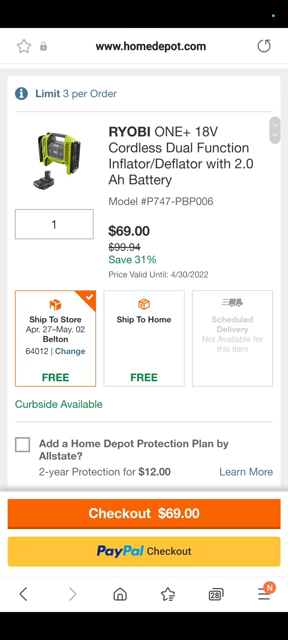 www.homedepot.com
Limit 3 per Order
RYOBI ONE+ 18V
Cordless Dual Function
Inflator/Deflator with 2.0
Ah Battery
Model #P747-PBP006
1
$69.00
$99.94
Save 31%
Price Valid Until: 4/30/2022
Ship To Store
Apr. 27-May. 02
Belton
64012 | Change
FREE
Ship To Home
FREE
Scheduled
Delivery
Not Available for
this item
Curbside Available
Add a Home Depot Protection Plan by
Allstate?
2-year Protection for $12.00
Learn More
Checkout $69.00
PayPal Checkout
28
N